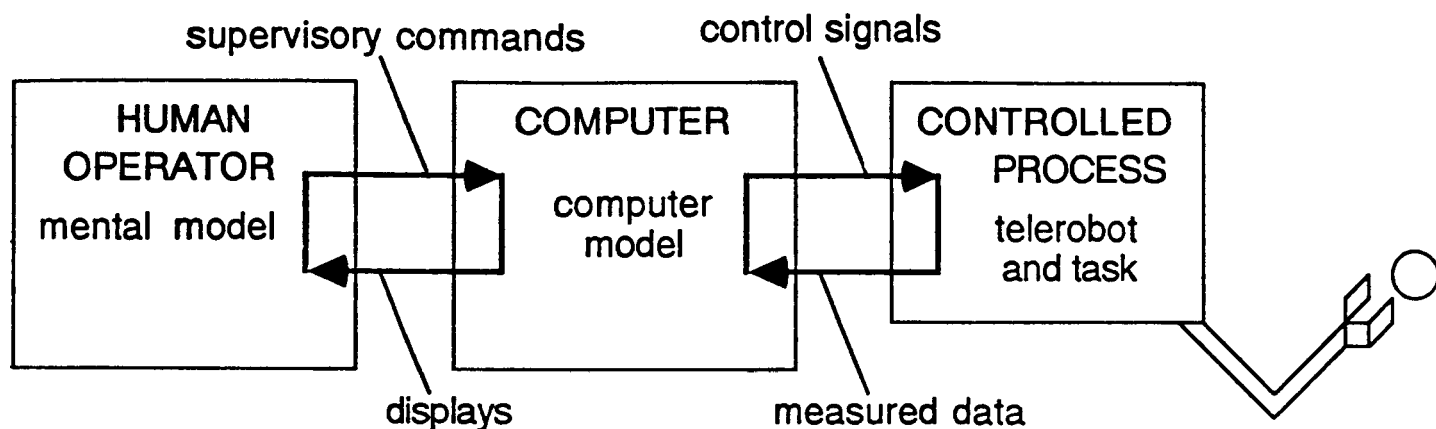 supervisory commands
control signals
HUMAN
OPERATOR
mental model
COMPUTER
computer
model
CONTROLLED
PROCESS
telerobot
and task
displays
measured data